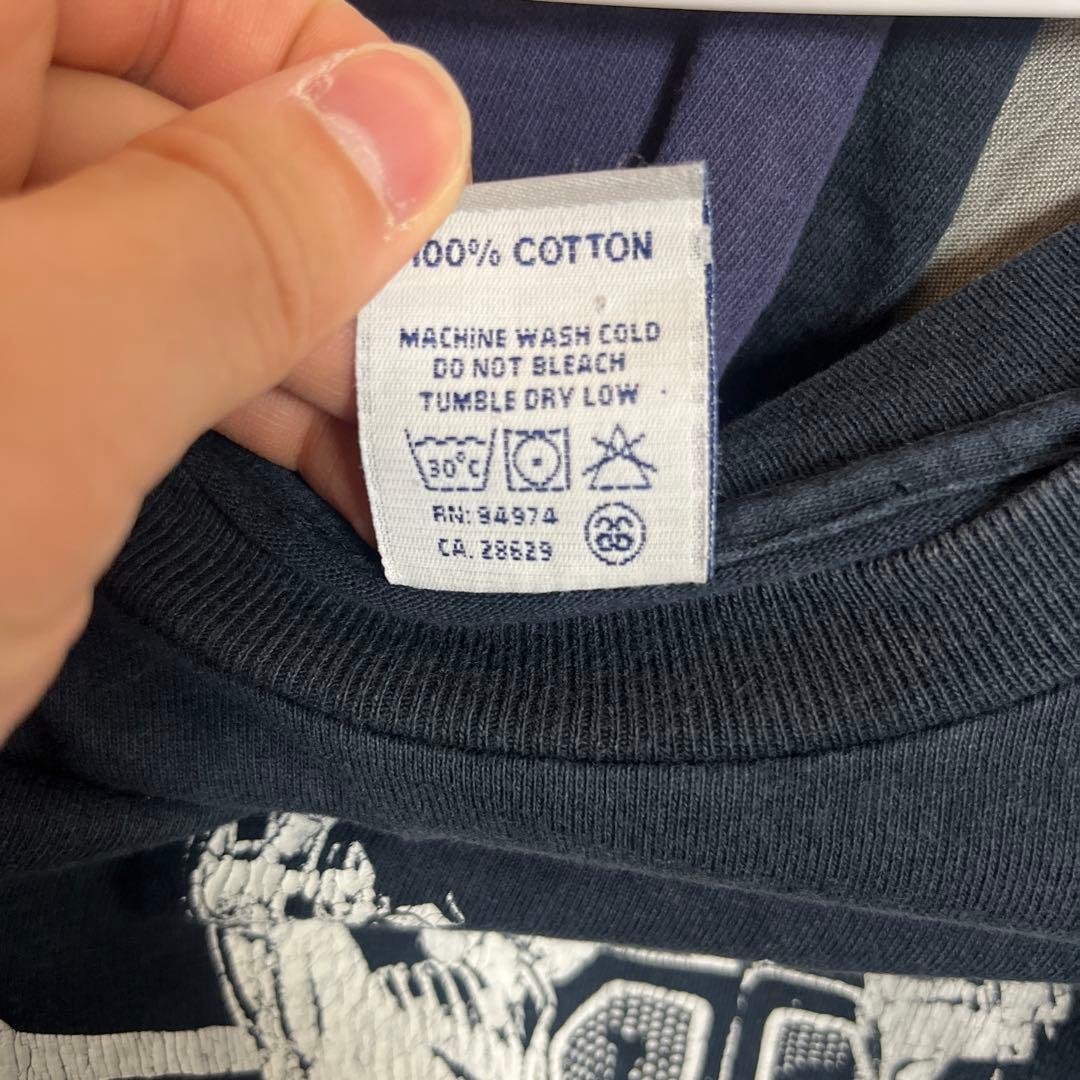 100% COTTON
MACHINE WASH COLD
DO NOT BLEACH
TUMBLE DRY LOW
30°C
RN: 94974
CA. 28629